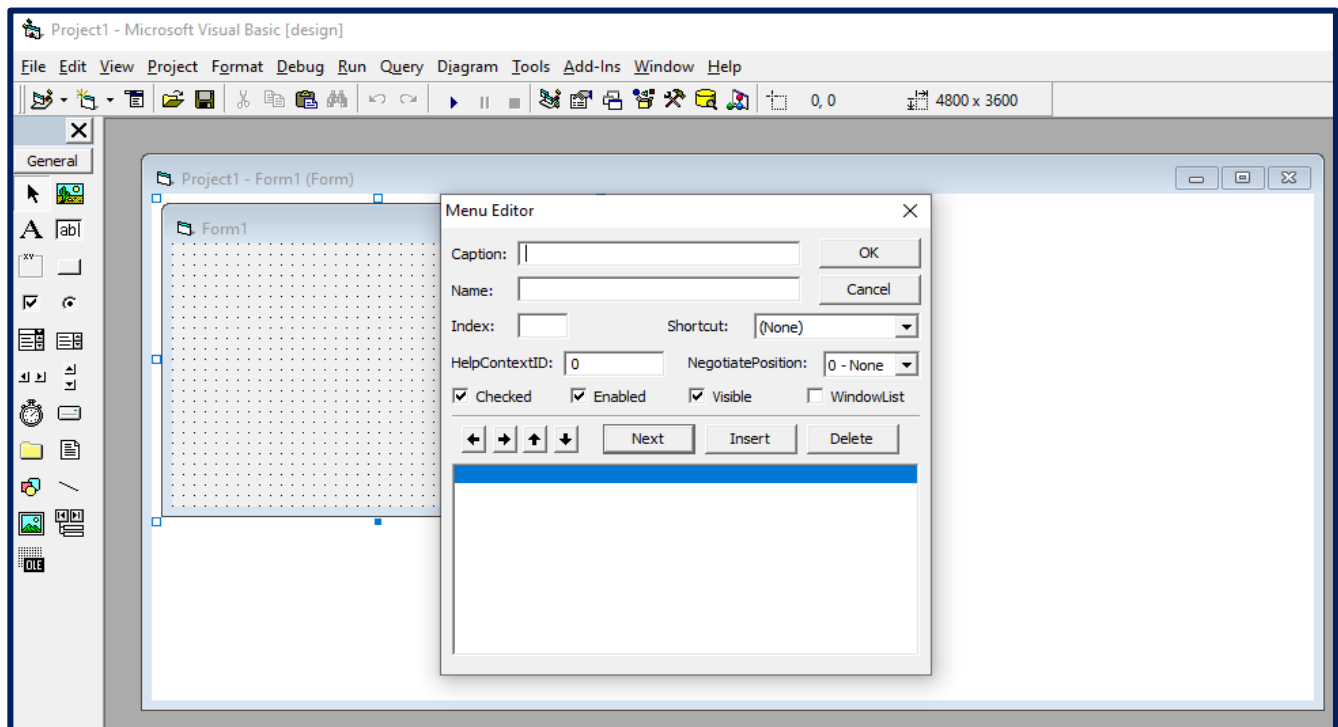 Project1 - Microsoft Visual Basic [design]
File Edit View Project Format Debug Run Query Diagram Tools Add-Ins Window Help
0, 0 4800 x 3600
General
Project1 - Form1 (Form)
A ab
xv
Form1
Menu Editor
Caption: OK
Name: Cancel
Index: Shortcut: (None)
HelpContextID: 0 NegotiatePosition: 0 - None
Checked Enabled Visible WindowList
Next Insert Delete
OLE